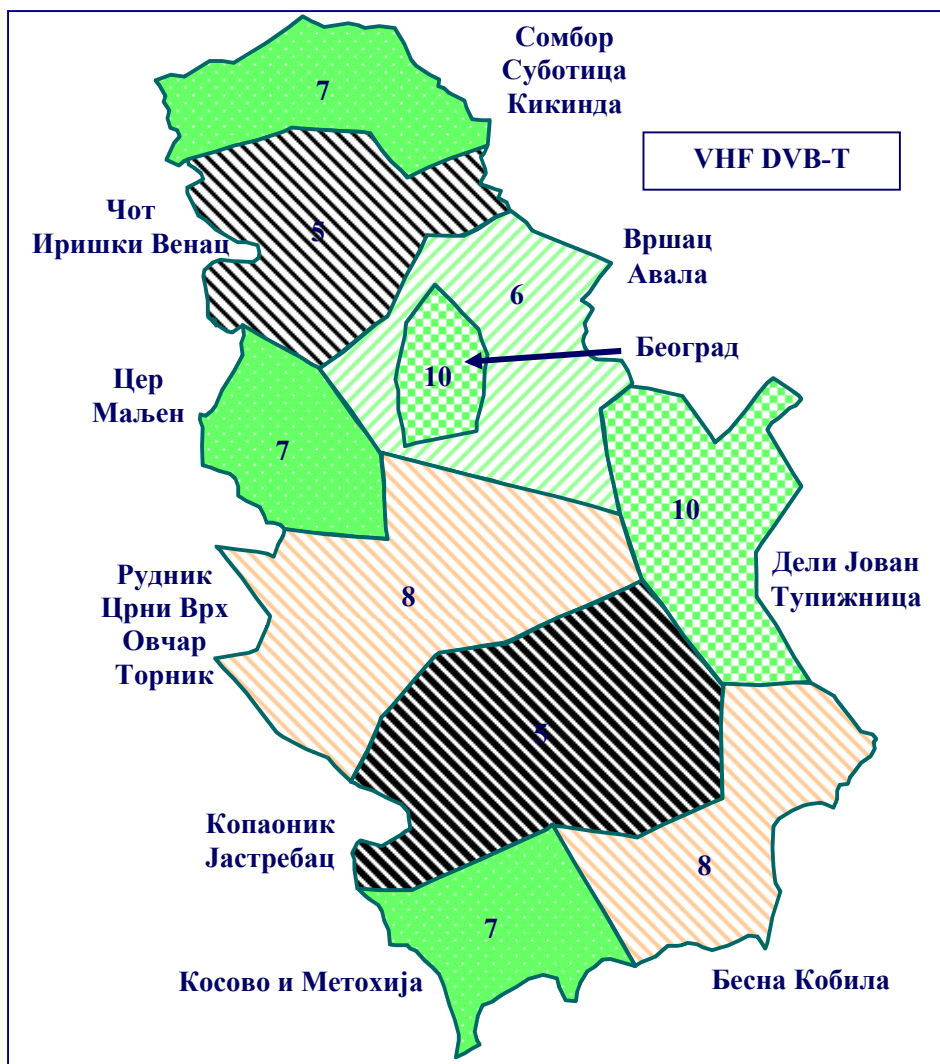 Сомбор
Суботица
Кикинда
7
VHF DVB-T
Чот
Иришки Венац
5
Вршац
Авала
6
Београд
10
Цер
Маљен
7
10
Дели Јован
Тупижница
Рудник
Црни Врх
Овчар
Торник
8
5
Копаоник
Јастребац
8
7
Косово и Метохија
Бесна Кобила